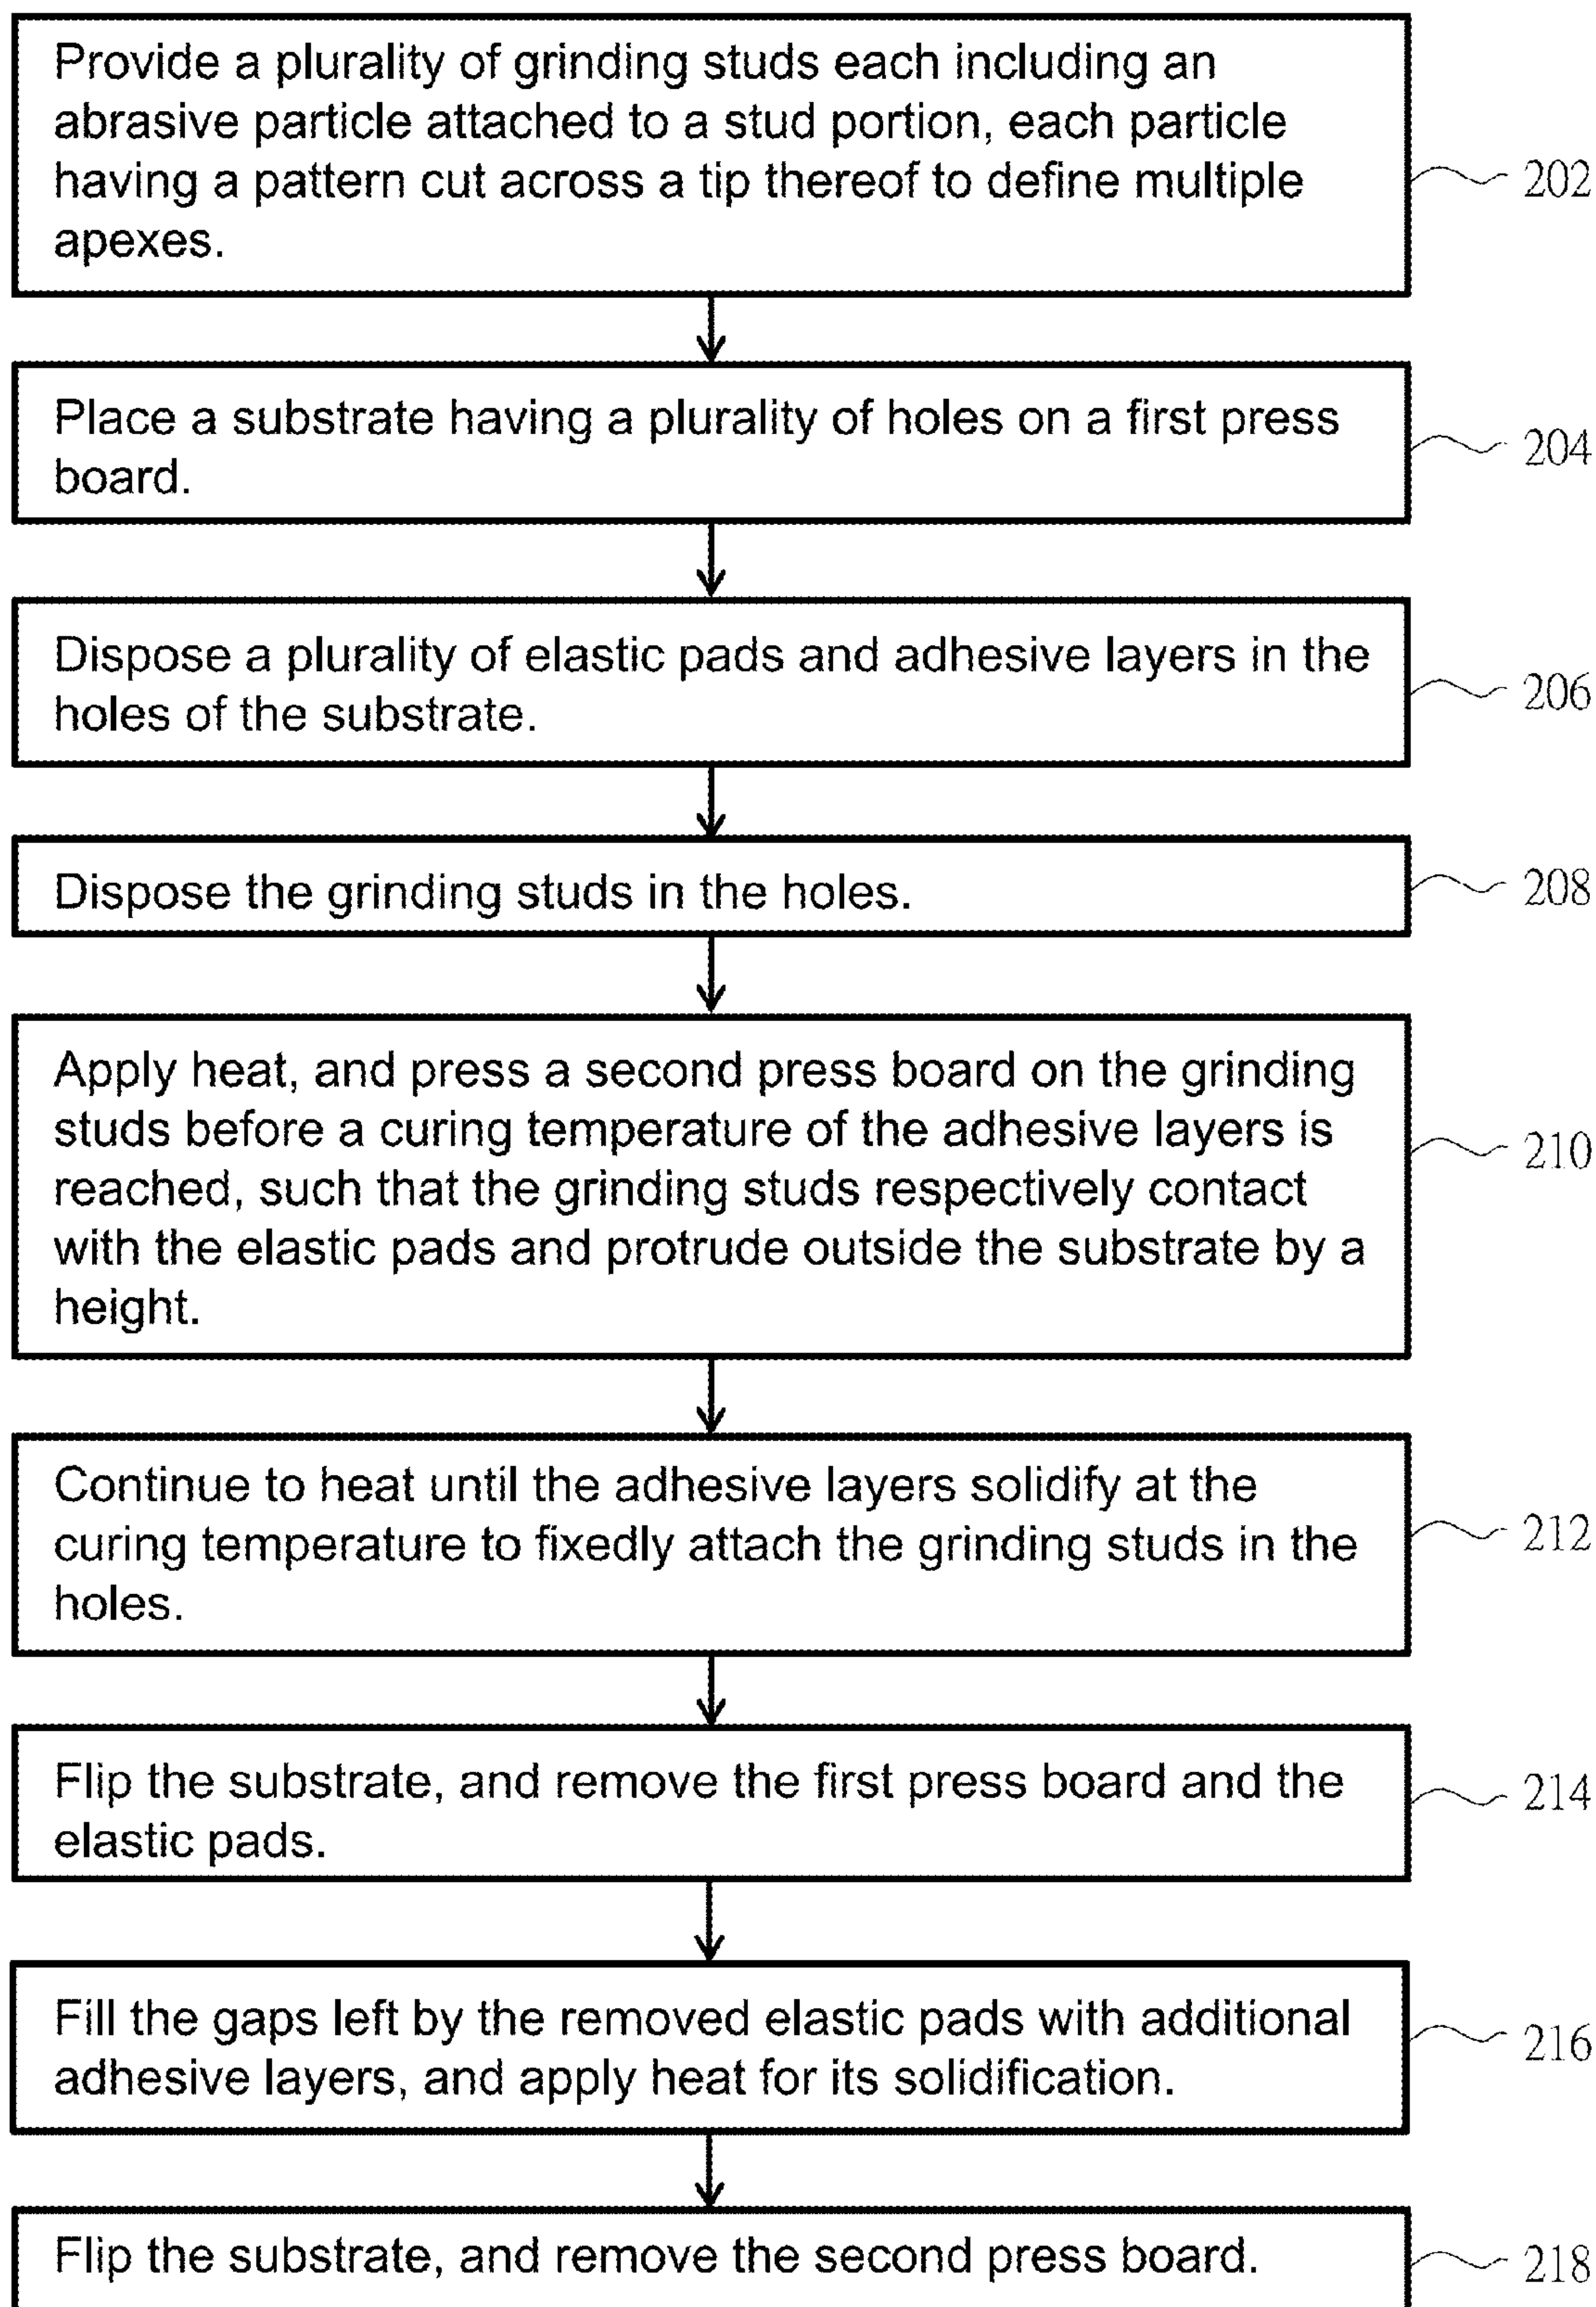 Provide a plurality of grinding studs each including an
abrasive particle attached to a stud portion, each particle
having a pattern cut across a tip thereof to define multiple
apexes.
202
Place a substrate having a plurality of holes on a first press
board.
204
Dispose a plurality of elastic pads and adhesive layers in the
holes of the substrate.
206
Dispose the grinding studs in the holes.
208
Apply heat, and press a second press board on the grinding
studs before a curing temperature of the adhesive layers is
reached, such that the grinding studs respectively contact
with the elastic pads and protrude outside the substrate by a
height.
210
Continue to heat until the adhesive layers solidify at the
curing temperature to fixedly attach the grinding studs in the
holes.
212
Flip the substrate, and remove the first press board and the
elastic pads.
214
Fill the gaps left by the removed elastic pads with additional
adhesive layers, and apply heat for its solidification.
216
Flip the substrate, and remove the second press board.
218